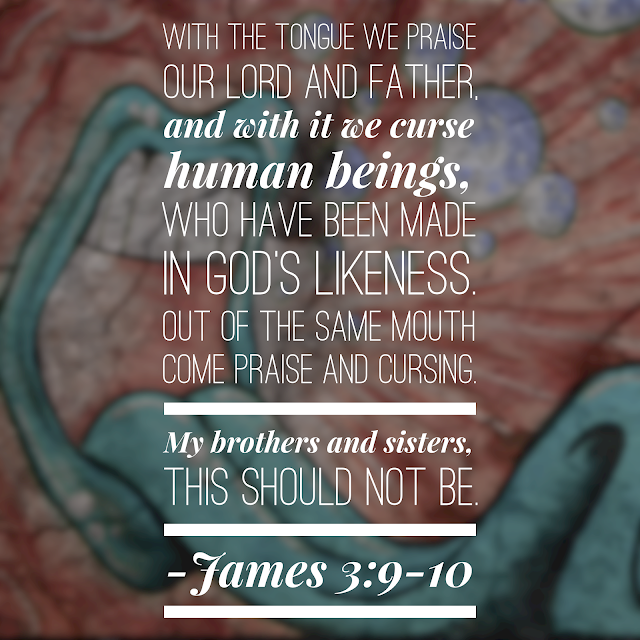 WITH THE TONGUE WE PRAISE
OUR LORD AND FATHER,
and with it we curse
human beings,
WHO HAVE BEEN MADE
IN GOD'S LIKENESS.
OUT OF THE SAME MOUTH
COME PRAISE AND CURSING.
My brothers and sisters,
THIS SHOULD NOT BE.
-James 3:9-10